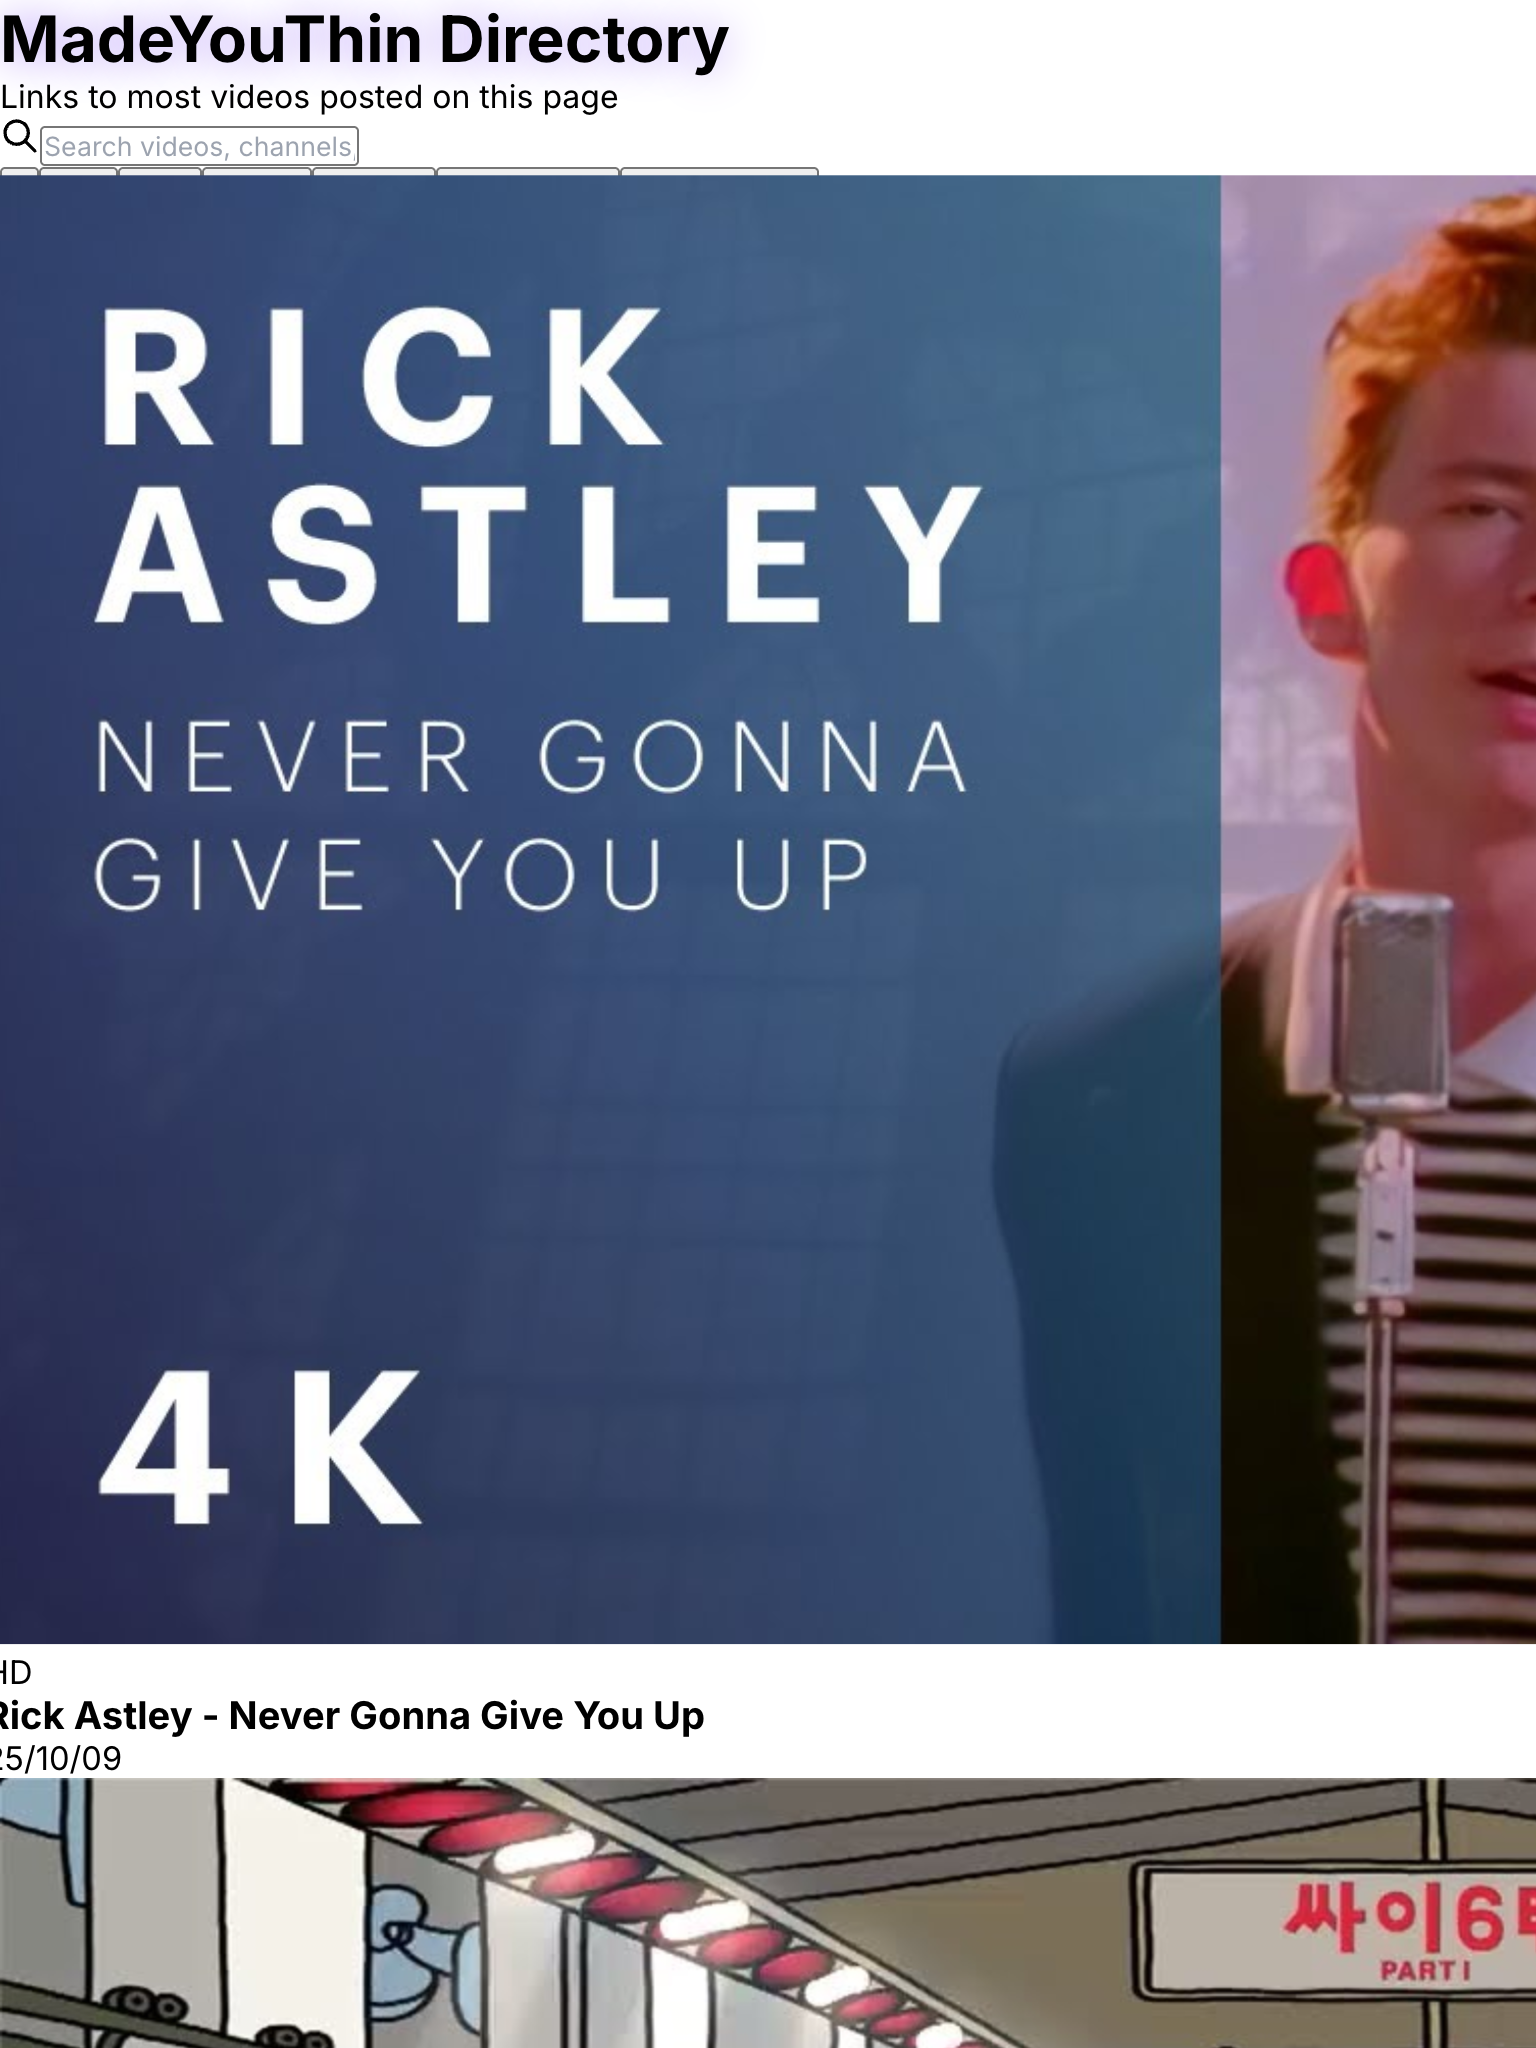 MadeYouThin Directory
Links to most videos posted on this page
Search videos, channels,
RICK
ASTLEY
NEVER GONNA
GIVE YOU UP
4K
HD
Rick Astley - Never Gonna Give You Up
25/10/09
싸이6
PART I